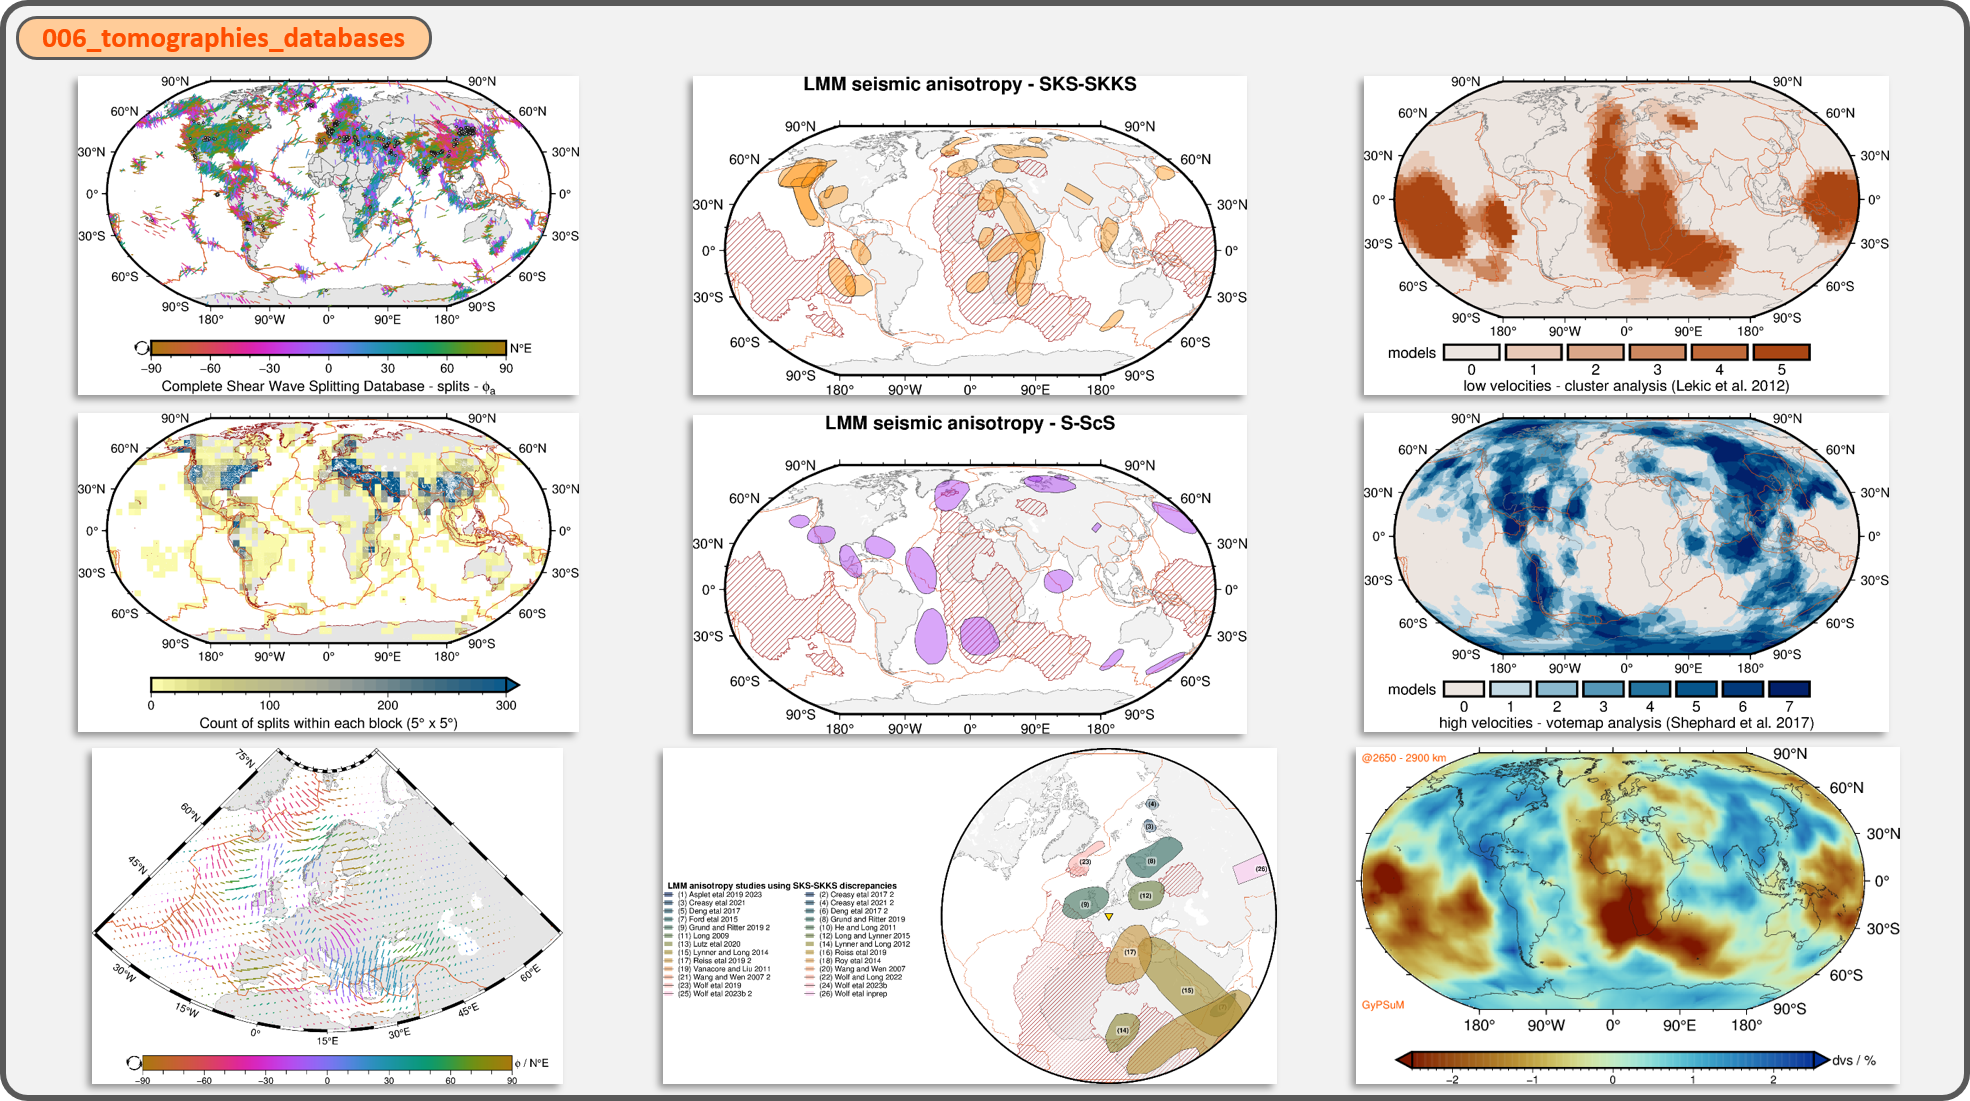 006_tomographies_databases
90°N 90°N
60°N 60°N
30°N 30°N
0° 0°
30°S 30°S
60°S 60°S
90°S 90°S
180° 90°W 0° 90°E 180°
N°E
−90 −60 −30 0 30 60 90
Complete Shear Wave Splitting Database - splits - ϕa
LMM seismic anisotropy - SKS-SKKS
90°N 90°N
60°N 60°N
30°N 30°N
0° 0°
30°S 30°S
60°S 60°S
90°S 90°S
180° 90°W 0° 90°E 180°
90°N 90°N
60°N 60°N
30°N 30°N
0° 0°
30°S 30°S
60°S 60°S
90°S 90°S
180° 90°W 0° 90°E 180°
models
0 1 2 3 4 5
low velocities - cluster analysis (Lekic et al. 2012)
90°N 90°N
60°N 60°N
30°N 30°N
0° 0°
30°S 30°S
60°S 60°S
90°S 90°S
180° 90°W 0° 90°E 180°
0 100 200 300
Count of splits within each block (5° x 5°)
LMM seismic anisotropy - S-ScS
90°N 90°N
60°N 60°N
30°N 30°N
0° 0°
30°S 30°S
60°S 60°S
90°S 90°S
180° 90°W 0° 90°E 180°
90°N 90°N
60°N 60°N
30°N 30°N
0° 0°
30°S 30°S
60°S 60°S
90°S 90°S
180° 90°W 0° 90°E 180°
models
0 1 2 3 4 5 6 7
high velocities - votemap analysis (Shephard et al. 2017)
75°N
60°N
45°N
30°W 60°E
15°W 45°E
0° 30°E
15°E
ϕ / N°E
−90 −60 −30 0 30 60 90
LMM anisotropy studies using SKS-SKKS discrepancies
(1) Asplet etal 2019 2023 (2) Creasy etal 2017 2
(3) Creasy etal 2021 (4) Creasy etal 2021 2
(5) Deng etal 2017 (6) Deng etal 2017 2
(7) Ford etal 2015 (8) Grund and Ritter 2019
(9) Grund and Ritter 2019 2 (10) He and Long 2011
(11) Long 2009 (12) Long and Lynner 2015
(13) Lutz etal 2020 (14) Lynner and Long 2012
(15) Lynner and Long 2014 (16) Reiss etal 2019
(17) Reiss etal 2019 2 (18) Roy etal 2014
(19) Vanacore and Liu 2011 (20) Wang and Wen 2007
(21) Wang and Wen 2007 2 (22) Wolf and Long 2022
(23) Wolf etal 2019 (24) Wolf etal 2023b
(25) Wolf etal 2023b 2 (26) Wolf etal inprep
(4)
(3)
(23) (8)
(26)
(12)
(9)
(17)
(15)
(14)
@2650 - 2900 km
90°N
60°N
30°N
0°
30°S
60°S
90°S
GyPSuM
180° 90°W 0° 90°E 180°
dvs / %
−2 −1 0 1 2